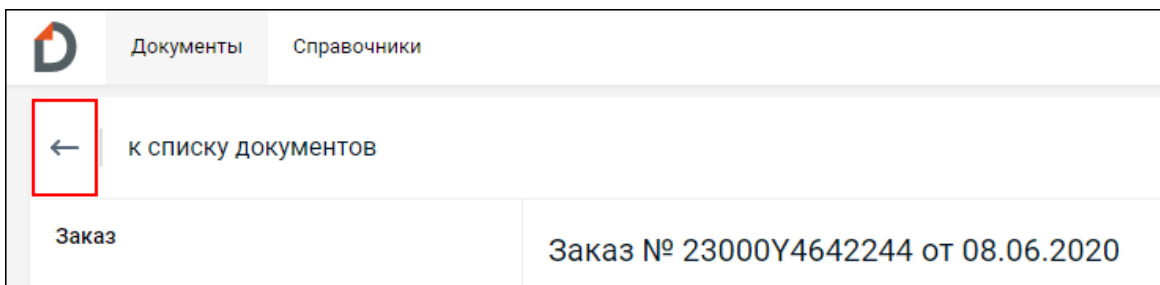 Документы Справочники
к списку документов
Заказ
Заказ № 23000Y4642244 от 08.06.2020